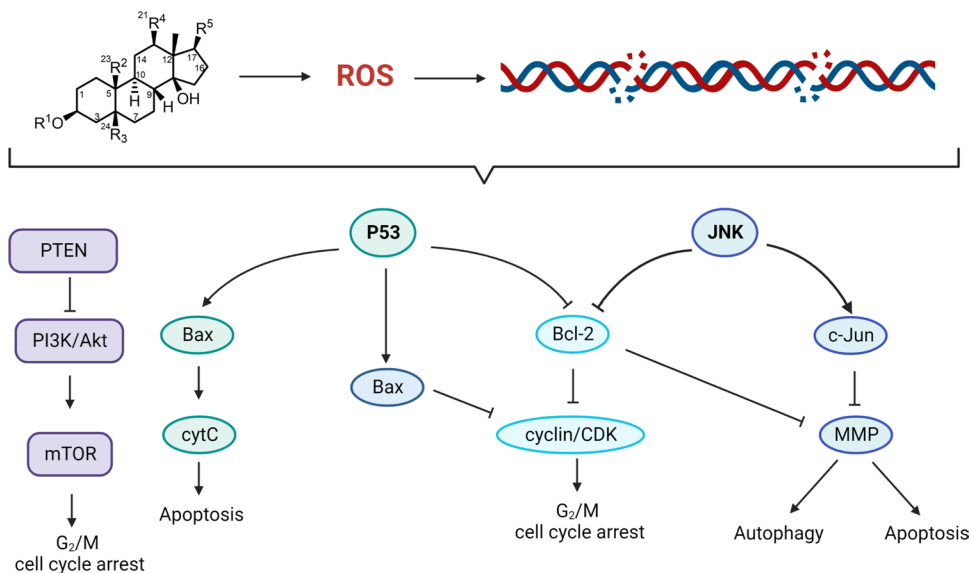 21
R⁴
R⁵
23
R²
14
12
17
16
10
5
9
1
H
H
OH
R¹O
3
24
R₃
7
ROS
P53
JNK
PTEN
PI3K/Akt
Bax
Bcl-2
c-Jun
Bax
mTOR
cytC
cyclin/CDK
MMP
G₂/M
cell cycle arrest
Apoptosis
G₂/M
cell cycle arrest
Autophagy
Apoptosis